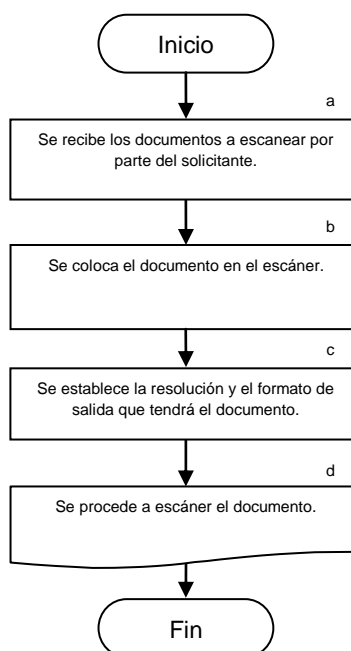 Inicio
a
Se recibe los documentos a escanear por
parte del solicitante.
b
Se coloca el documento en el escáner.
c
Se establece la resolución y el formato de
salida que tendrá el documento.
d
Se procede a escáner el documento.
Fin